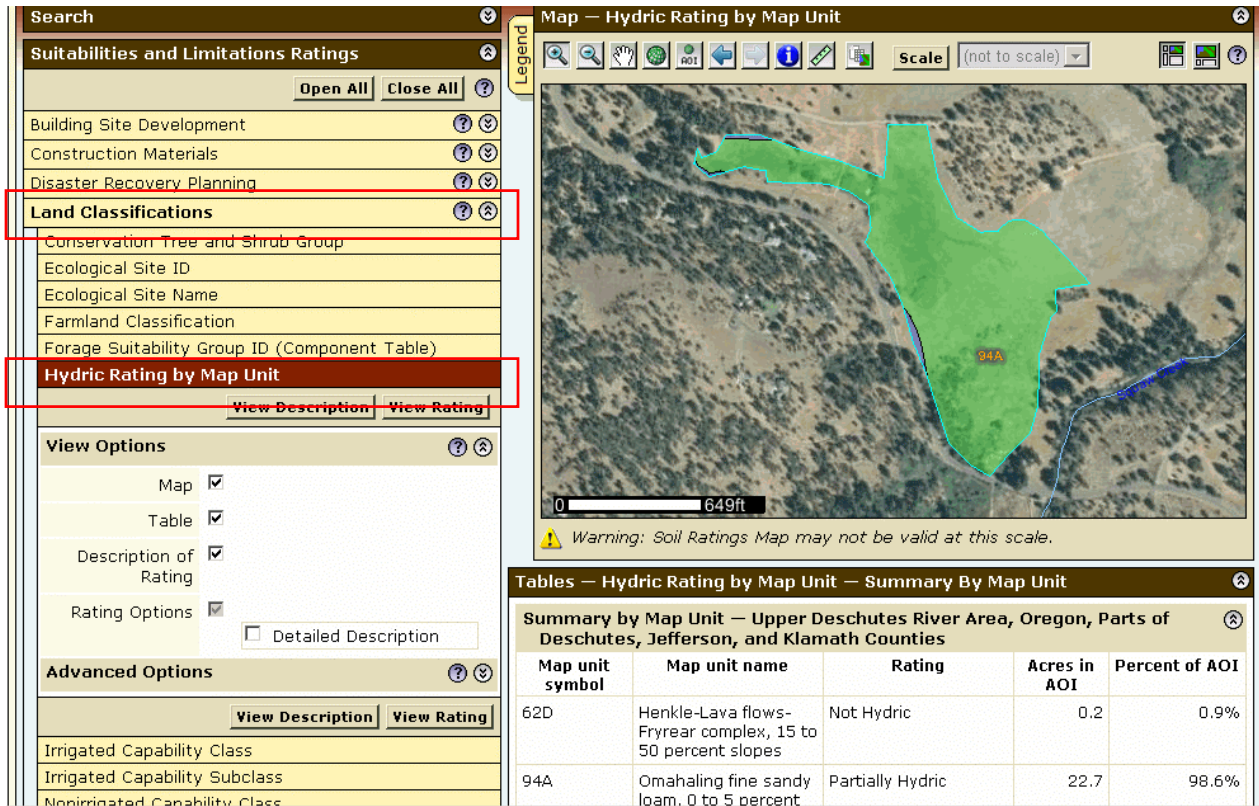 Search
Suitabilities and Limitations Ratings
Open All Close All ?
Building Site Development ?
Construction Materials ?
Disaster Recovery Planning ?
Land Classifications ?
Conservation Tree and Shrub Group
Ecological Site ID
Ecological Site Name
Farmland Classification
Forage Suitability Group ID (Component Table)
Hydric Rating by Map Unit
View Description View Rating
View Options ?
Map
Table
Description of
Rating
Rating Options
Detailed Description
Advanced Options ?
View Description View Rating
Irrigated Capability Class
Irrigated Capability Subclass
Nonirrigated Capability Class
Legend
Map — Hydric Rating by Map Unit
AOI i Scale (not to scale) ?
94A
0 649ft
Warning: Soil Ratings Map may not be valid at this scale.
Tables — Hydric Rating by Map Unit — Summary By Map Unit
Summary by Map Unit — Upper Deschutes River Area, Oregon, Parts of
Deschutes, Jefferson, and Klamath Counties
Map unit symbol Map unit name Rating Acres in AOI Percent of AOI
62D Henkle-Lava flows- Not Hydric 0.2 0.9%
Fryrear complex, 15 to
50 percent slopes
94A Omahaling fine sandy Partially Hydric 22.7 98.6%
loam, 0 to 5 percent